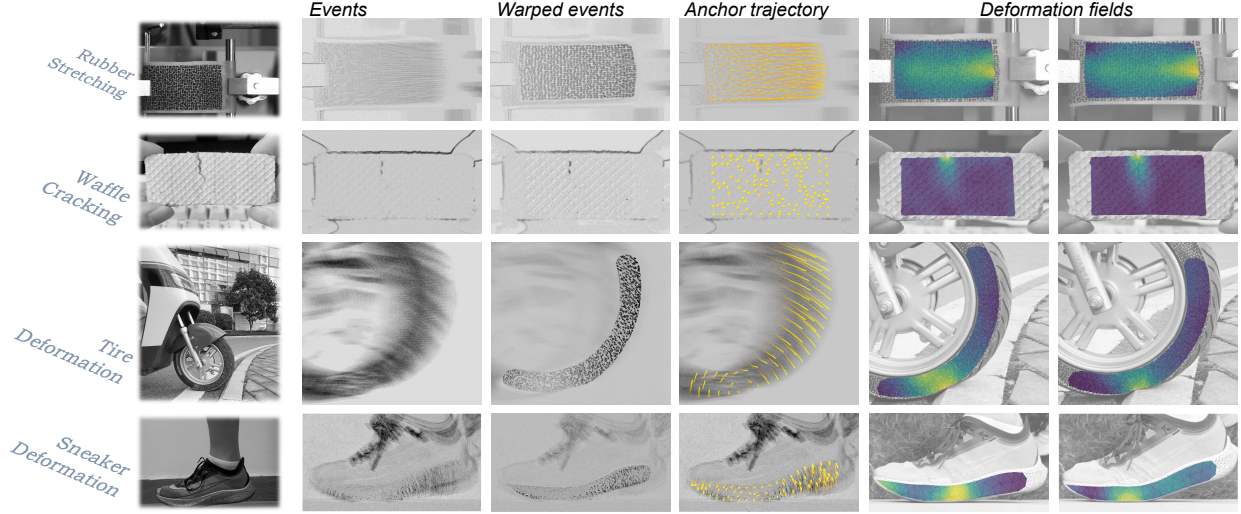 Events
Warped events
Anchor trajectory
Deformation fields
Rubber
Stretching
Waffle
Cracking
Tire
Deformation
Sneaker
Deformation